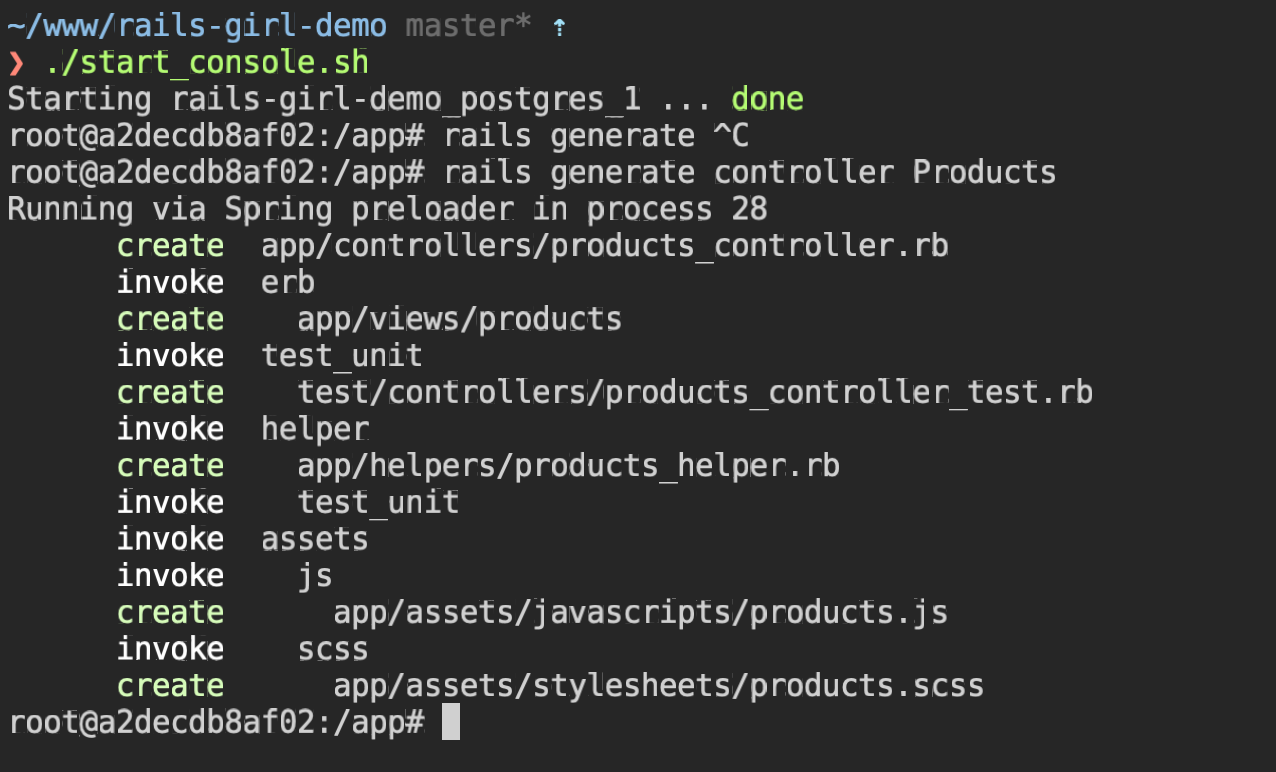 ~/www/rails-girl-demo master* ⇡
❯ ./start_console.sh
Starting rails-girl-demo_postgres_1 ... done
root@a2decdb8af02:/app# rails generate ^C
root@a2decdb8af02:/app# rails generate controller Products
Running via Spring preloader in process 28
      create  app/controllers/products_controller.rb
      invoke  erb
      create    app/views/products
      invoke  test_unit
      create    test/controllers/products_controller_test.rb
      invoke  helper
      create    app/helpers/products_helper.rb
      invoke    test_unit
      invoke  assets
      invoke    js
      create      app/assets/javascripts/products.js
      invoke    scss
      create      app/assets/stylesheets/products.scss
root@a2decdb8af02:/app#